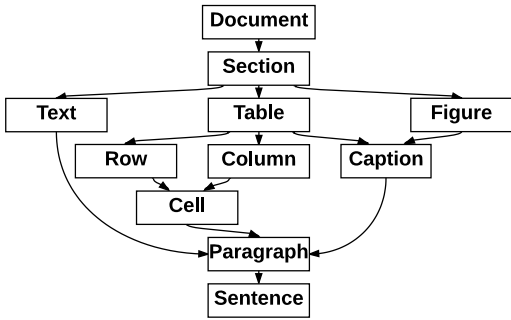 Document
Section
Text
Table
Figure
Row
Column
Caption
Cell
Paragraph
Sentence